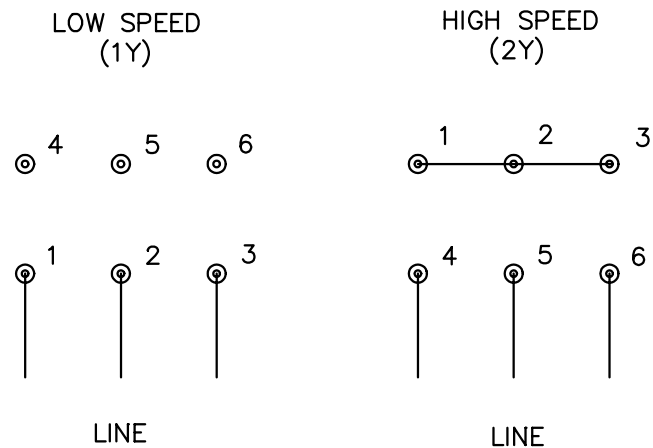 LOW SPEED
(1Y)
4 5 6
1 2 3
LINE
HIGH SPEED
(2Y)
1 2 3
4 5 6
LINE